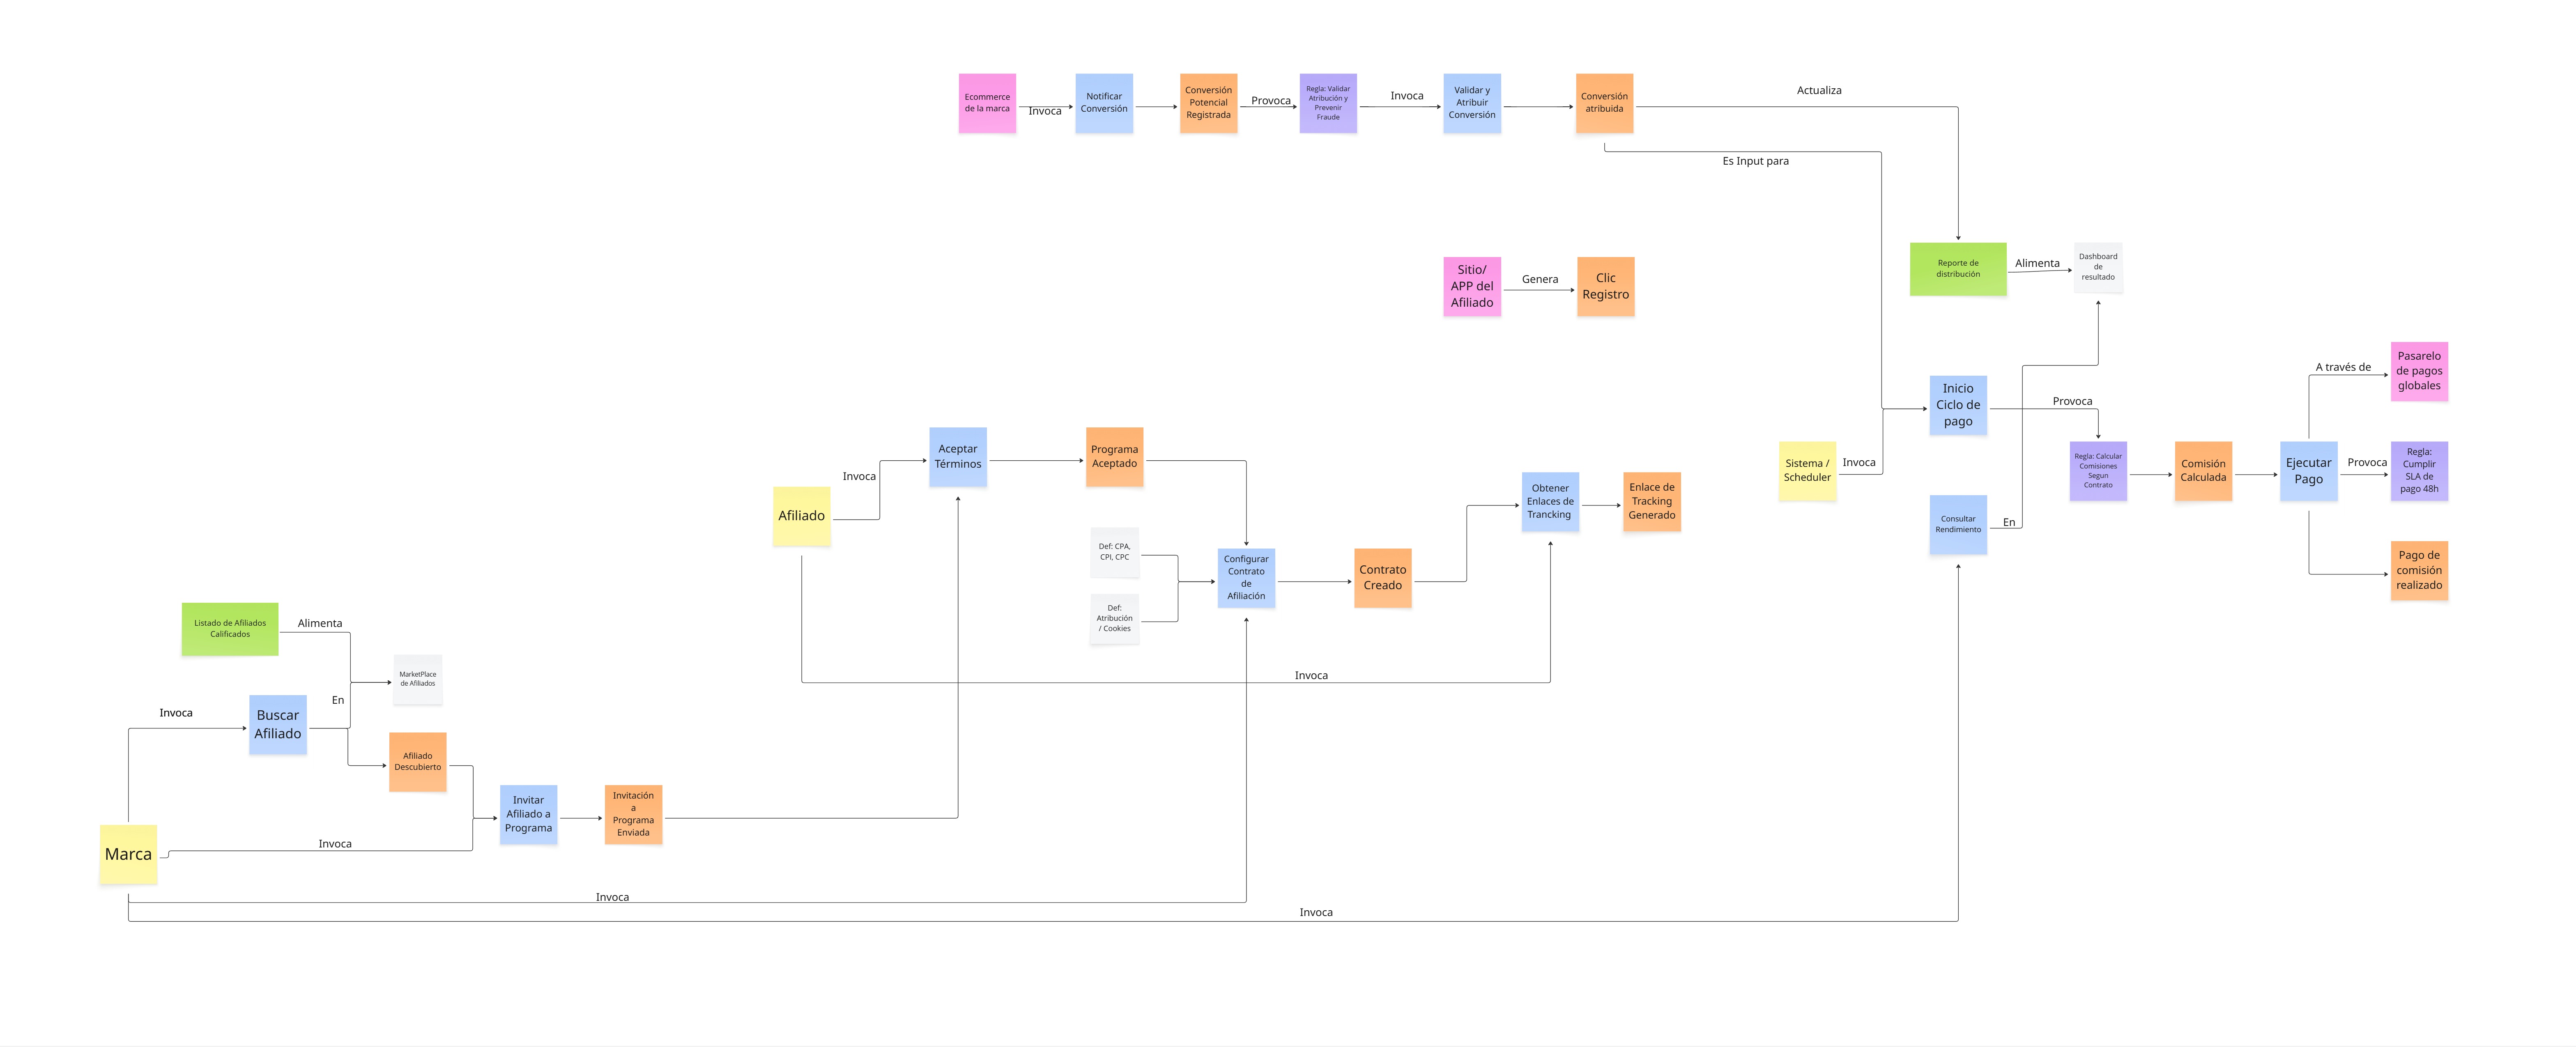 Ecommerce
de la marca
Invoca
Notificar
Conversión
Conversión
Potencial
Registrada
Provoca
Regla: Validar
Atribución y
Prevenir
Fraude
Invoca
Validar y
Atribuir
Conversión
Conversión
atribuida
Actualiza
Es Input para
Sitio/
APP del
Afiliado
Genera
Clic
Registro
Reporte de
distribución
Alimenta
Dashboard
de
resultado
Inicio
Ciclo de
pago
Provoca
A través de
Pasarelo
de pagos
globales
Afiliado
Invoca
Aceptar
Términos
Programa
Aceptado
Def: CPA,
CPI, CPC
Def:
Atribución
/ Cookies
Configurar
Contrato
de
Afiliación
Contrato
Creado
Obtener
Enlaces de
Trancking
Enlace de
Tracking
Generado
Invoca
Sistema /
Scheduler
Invoca
Consultar
Rendimiento
En
Regla: Calcular
Comisiones
Segun
Contrato
Comisión
Calculada
Ejecutar
Pago
Provoca
Regla:
Cumplir
SLA de
pago 48h
Pago de
comisión
realizado
Listado de Afiliados
Calificados
Alimenta
MarketPlace
de Afiliados
En
Invoca
Buscar
Afiliado
Afiliado
Descubierto
Invitar
Afiliado a
Programa
Invitación
a
Programa
Enviada
Marca
Invoca
Invoca
Invoca